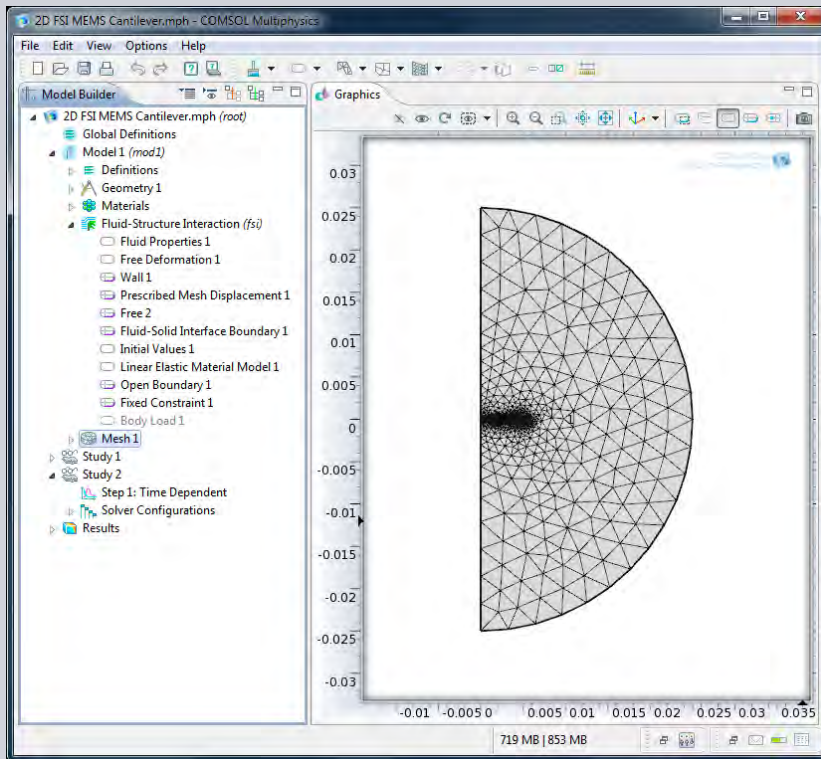 2D FSI MEMS Cantilever.mph - COMSOL Multiphysics
File Edit View Options Help
Model Builder
2D FSI MEMS Cantilever.mph (root)
Global Definitions
Model 1 (mod1)
Definitions
Geometry 1
Materials
Fluid-Structure Interaction (fsi)
Fluid Properties 1
Free Deformation 1
Wall 1
Prescribed Mesh Displacement 1
Free 2
Fluid-Solid Interface Boundary 1
Initial Values 1
Linear Elastic Material Model 1
Open Boundary 1
Fixed Constraint 1
Body Load 1
Mesh 1
Study 1
Study 2
Step 1: Time Dependent
Solver Configurations
Results
Graphics
0.03
0.025
0.02
0.015
0.01
0.005
0
-0.005
-0.01
-0.015
-0.02
-0.025
-0.03
-0.01 -0.005 0 0.005 0.01 0.015 0.02 0.025 0.03 0.035
719 MB | 853 MB